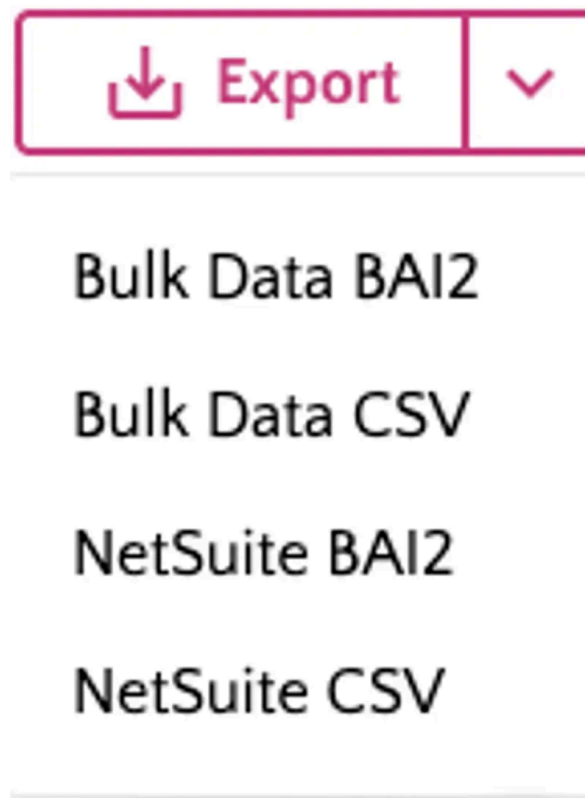 Export
Bulk Data BAI2
Bulk Data CSV
NetSuite BAI2
NetSuite CSV